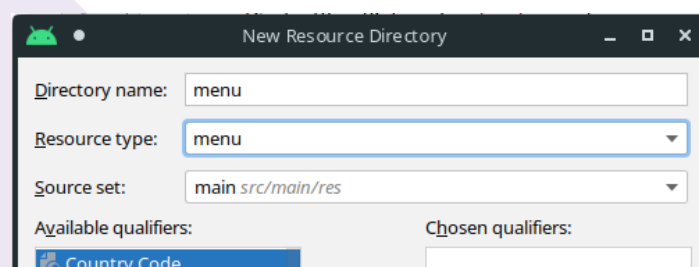 New Resource Directory
Directory name: menu
Resource type: menu
Source set: main src/main/res
Available qualifiers: Chosen qualifiers:
Country Code